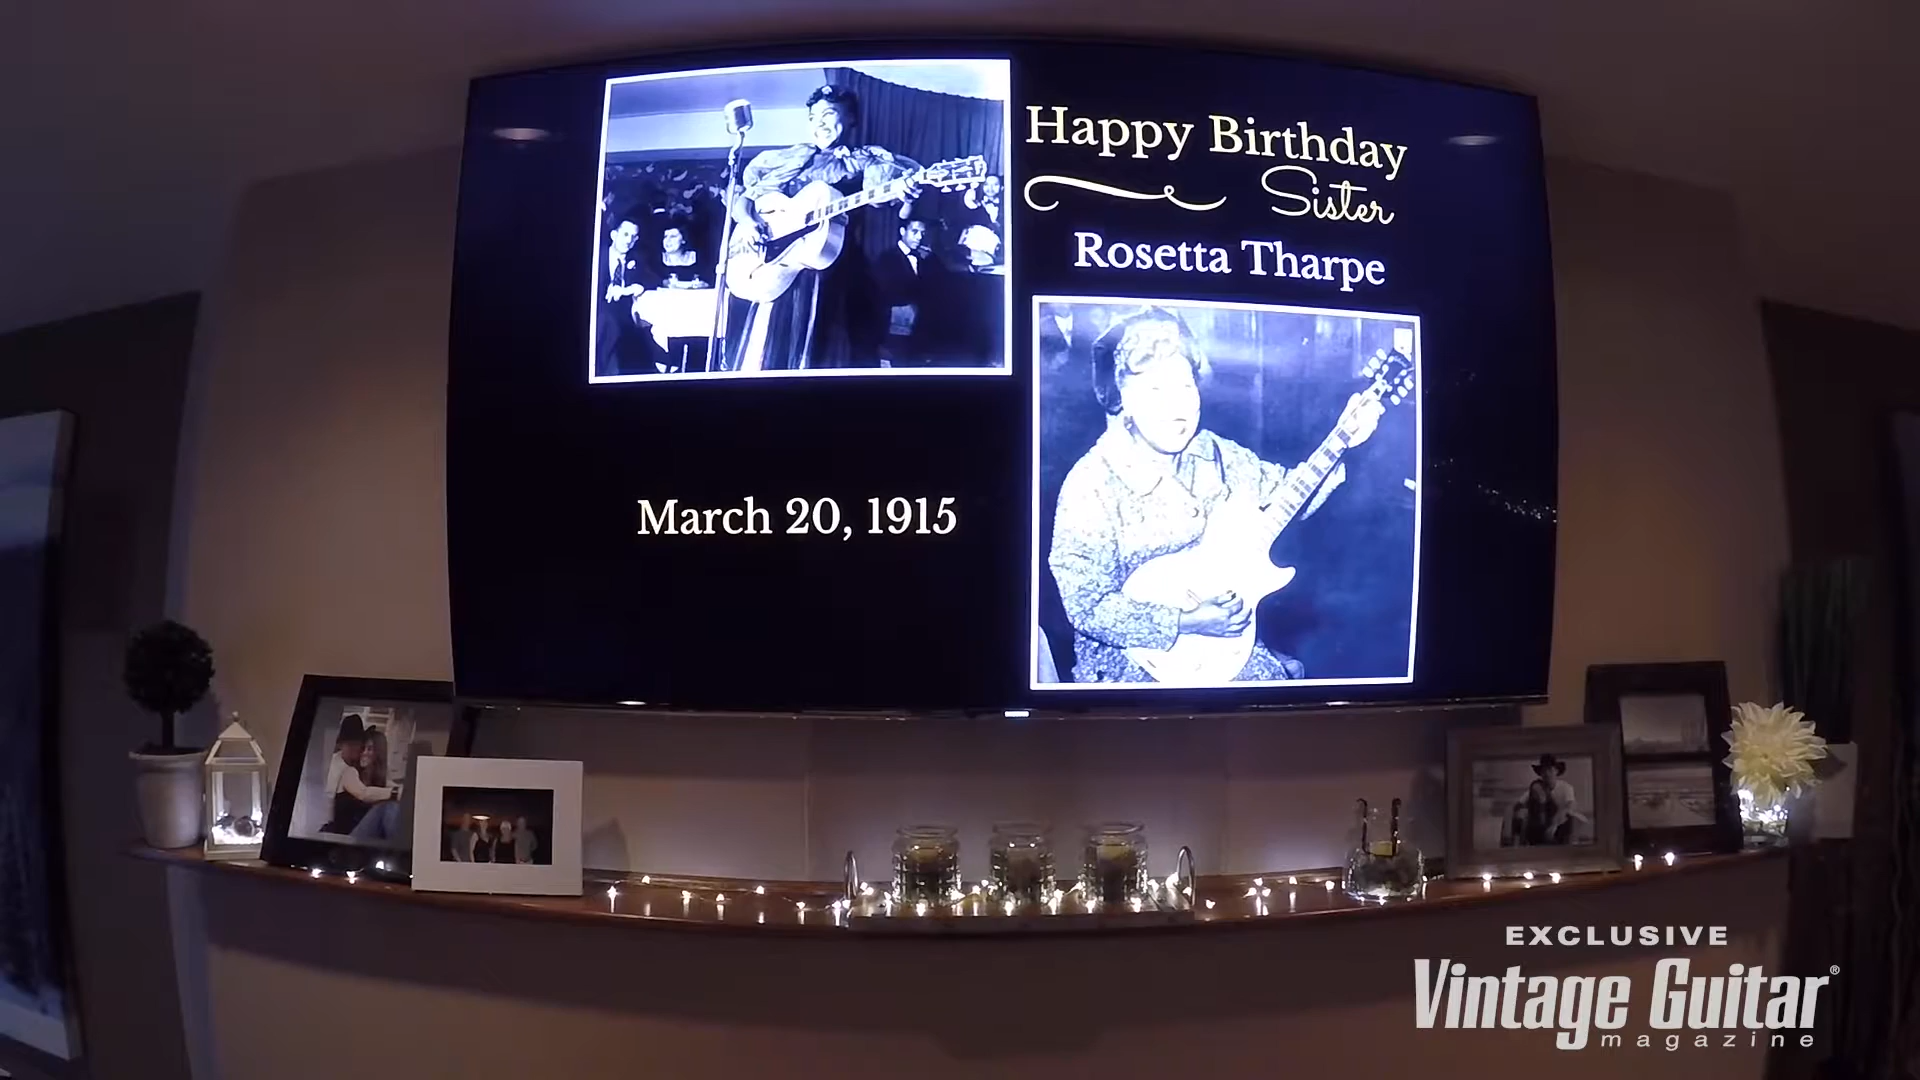 Happy Birthday
Sister
Rosetta Tharpe
March 20, 1915
EXCLUSIVE
Vintage Guitar®
magazine